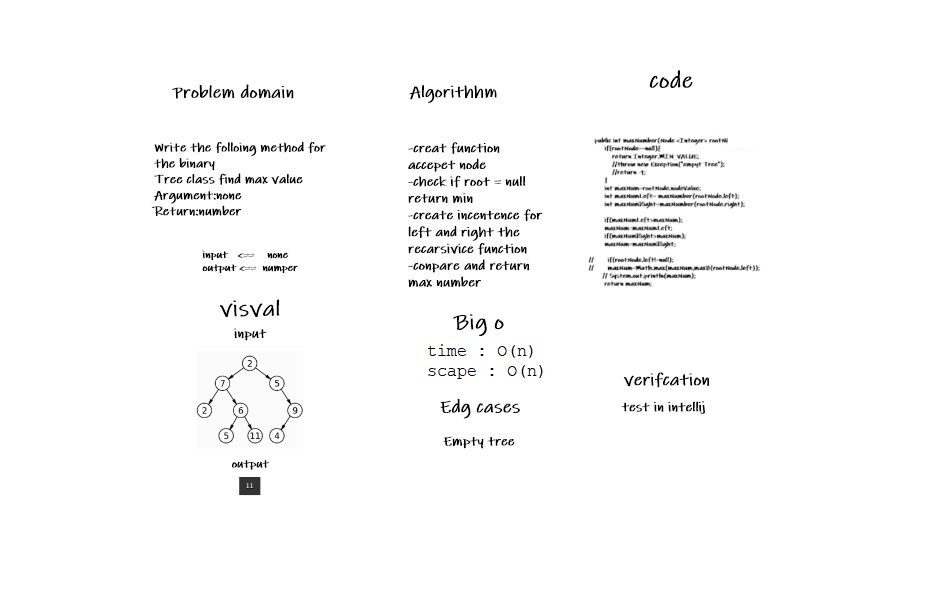 Problem domain
Write the folloing method for
the binary
Tree class find max value
Argument:none
Return:number
input <== none
output <== numper
visval
input
2
7 5
2 6 9
5 11 4
output
11
Algorithhm
-creat function
accepet node
-check if root = null
return min
-create incentence for
left and right the
recarsivice function
-conpare and return
max number
Big o
time : O(n)
scape : O(n)
Edg cases
Empty tree
code
public int maxNumber(Node <Integer> rootN
if(rootNode==null){
return Integer.MIN_VALUE;
//throw new Exception("empyt Tree");
//return -1;
}
int maxNum=rootNode.nodeValue;
int maxNumLeft= maxNumber(rootNode.left);
int maxNumRight=maxNumber(rootNode.right);
if(maxNumLeft>maxNum);
maxNum=maxNumLeft;
if(maxNumRight>maxNum);
maxNum=maxNumRight;
// if(rootNode.left!=null);
// maxNum=Math.max(maxNum,maxN(rootNode.left));
// System.out.println(maxNum);
return maxNum;
verifcation
test in intellij